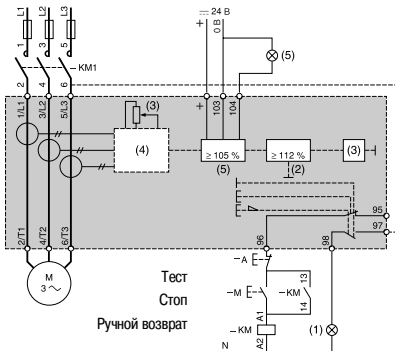 L1 L2 L3
24 В
0 В
1 3 5
KM1
(5)
2 4 6
+
103
104
1/L1 3/L2 5/L3
(3)
(4)
≥ 105 %
≥ 112 %
(3)
(5)
(2)
95
97
96
98
2/T1 4/T2 6/T3
A
M
3
Тест
13
M
KM
Стоп
14
A1
Ручной возврат
KM
(1)
N
A2